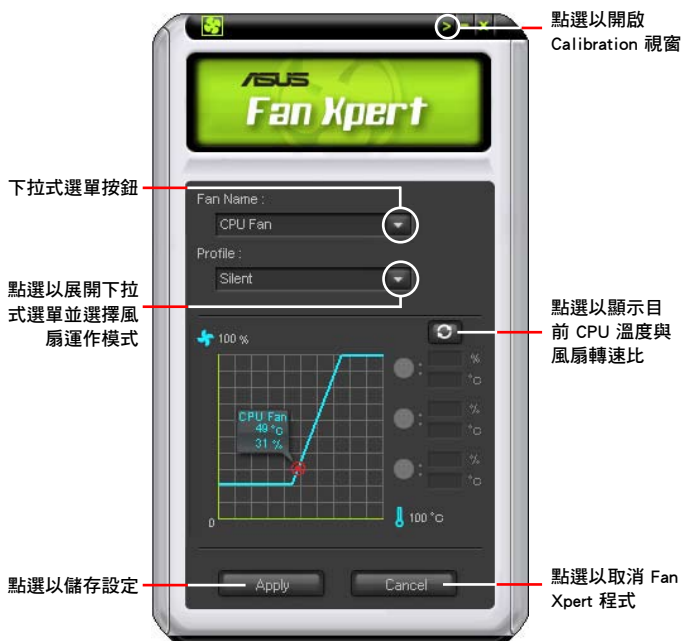 點選以開啟
Calibration 視窗
ASUS
Fan Xpert
下拉式選單按鈕
Fan Name :
CPU Fan
Profile :
Silent
點選以展開下拉
式選單並選擇風
扇運作模式
點選以顯示目
前 CPU 溫度與
風扇轉速比
100 %
%
°C
CPU Fan
49 °C
31 %
%
°C
%
°C
0
100 °C
點選以儲存設定
Apply
Cancel
點選以取消 Fan
Xpert 程式